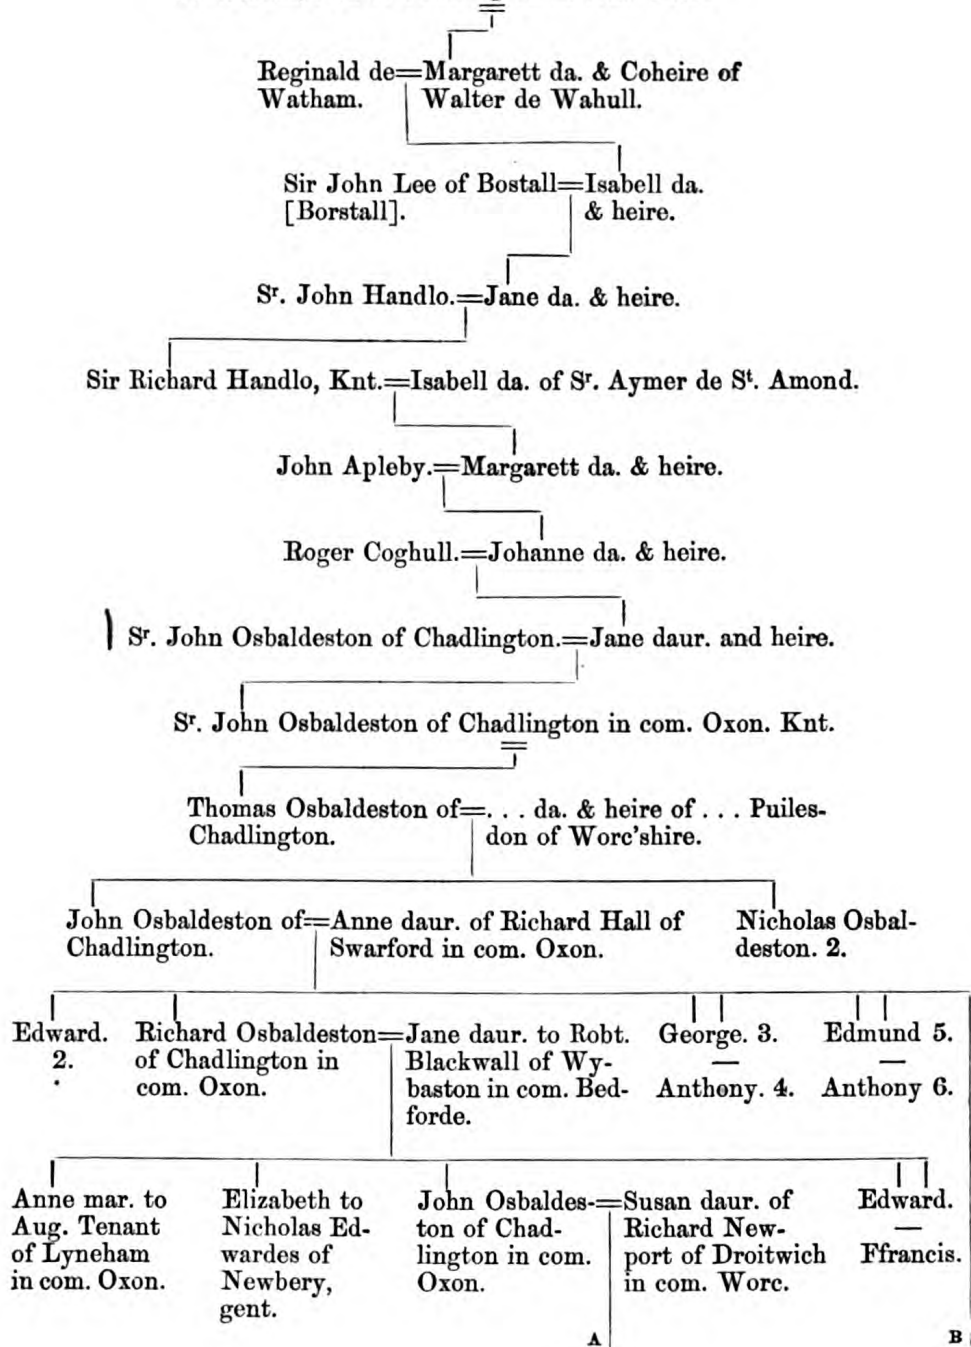 Reginald de=Margarett da. & Coheire of
Watham. Walter de Wahull.
Sir John Lee of Bostall=Isabell da.
[Borstall]. & heire.
Sr. John Handlo.=Jane da. & heire.
Sir Richard Handlo, Knt.=Isabell da. of Sr. Aymer de St. Amond.
John Apleby.=Margarett da. & heire.
Roger Coghull.=Johanne da. & heire.
Sr. John Osbaldeston of Chadlington.=Jane daur. and heire.
Sr. John Osbaldeston of Chadlington in com. Oxon. Knt.
Thomas Osbaldeston of=. . . da. & heire of . . . Puiles-
Chadlington. don of Worc'shire.
John Osbaldeston of=Anne daur. of Richard Hall of
Chadlington. Swarford in com. Oxon.
Nicholas Osbal-
deston. 2.
Edward.
2.
Richard Osbaldeston=Jane daur. to Robt.
of Chadlington in Blackwall of Wy-
com. Oxon. baston in com. Bed-
forde.
George. 3.
—
Anthony. 4.
Edmund 5.
—
Anthony 6.
Anne mar. to
Aug. Tenant
of Lyneham
in com. Oxon.
Elizabeth to
Nicholas Ed-
wardes of
Newbery,
gent.
John Osbaldes-=Susan daur. of
ton of Chad- Richard New-
lington in com. port of Droitwich
Oxon. in com. Worc.
Edward.
—
Ffrancis.
A B